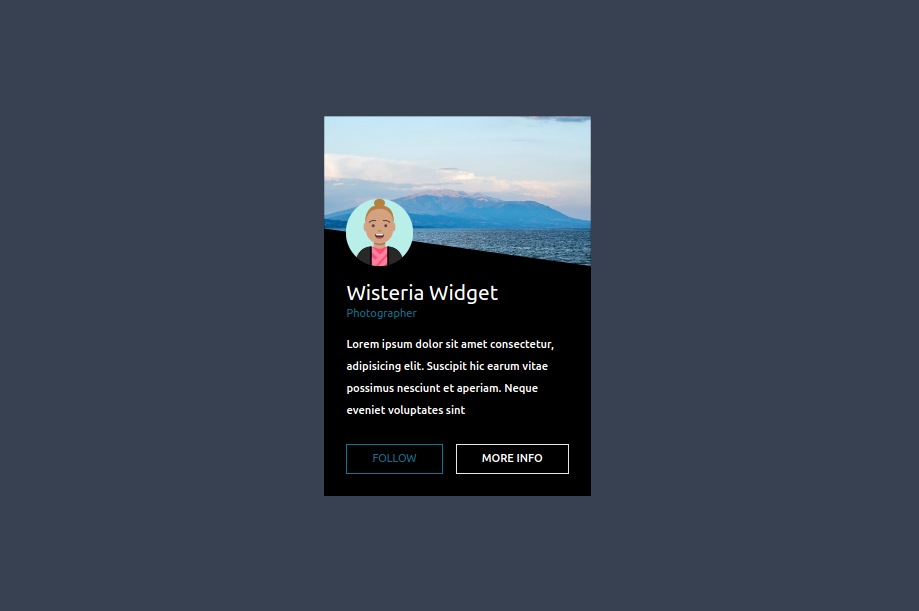 Wisteria Widget
Photographer
Lorem ipsum dolor sit amet consectetur,
adipisicing elit. Suscipit hic earum vitae
possimus nesciunt et aperiam. Neque
eveniet voluptates sint
FOLLOW
MORE INFO